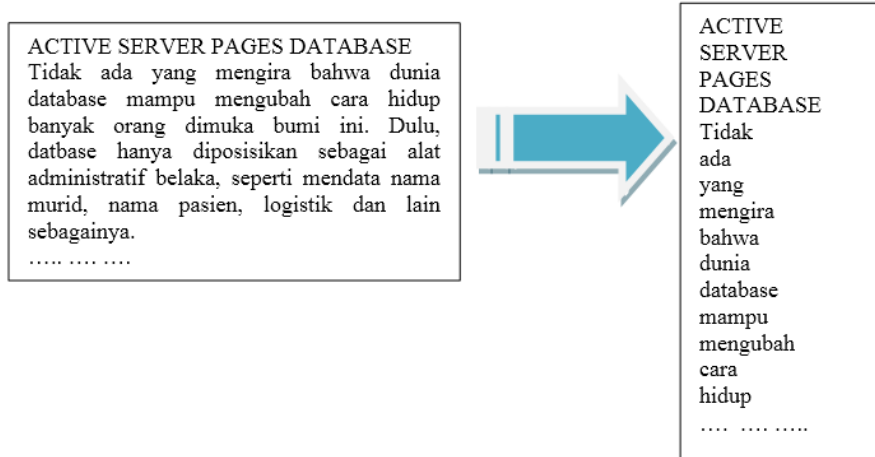 ACTIVE SERVER PAGES DATABASE
Tidak ada yang mengira bahwa dunia
database mampu mengubah cara hidup
banyak orang dimuka bumi ini. Dulu,
datbase hanya diposisikan sebagai alat
administratif belaka, seperti mendata nama
murid, nama pasien, logistik dan lain
sebagainya.
….. …. ….
ACTIVE
SERVER
PAGES
DATABASE
Tidak
ada
yang
mengira
bahwa
dunia
database
mampu
mengubah
cara
hidup
…. …. …..